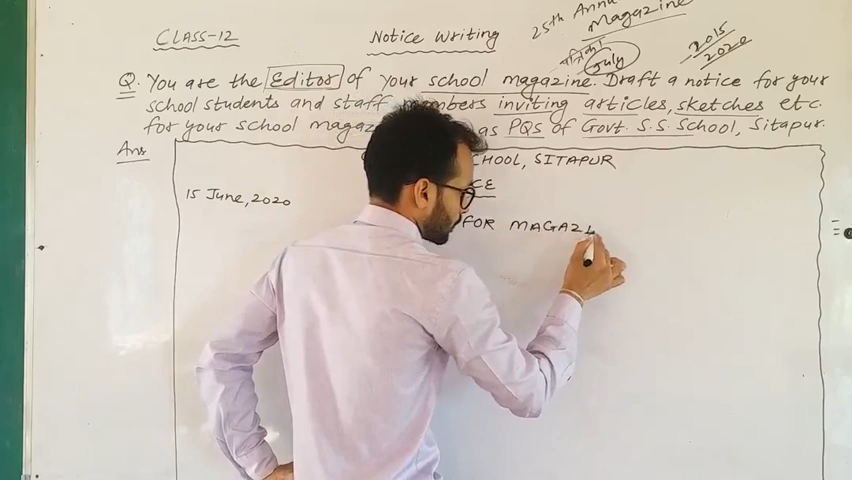 CLASS-12
Notice Writing
25th Annu
Magazine
July
2015
2020
Q. You are the Editor of your school magazine. Draft a notice for your
school students and staff members inviting articles, sketches etc.
for your school magaz as PQS of Govt. S.S. School, Sitapur.
Ans
CHOOL, SITAPUR
CE
15 June, 2020
FOR MAGAZI